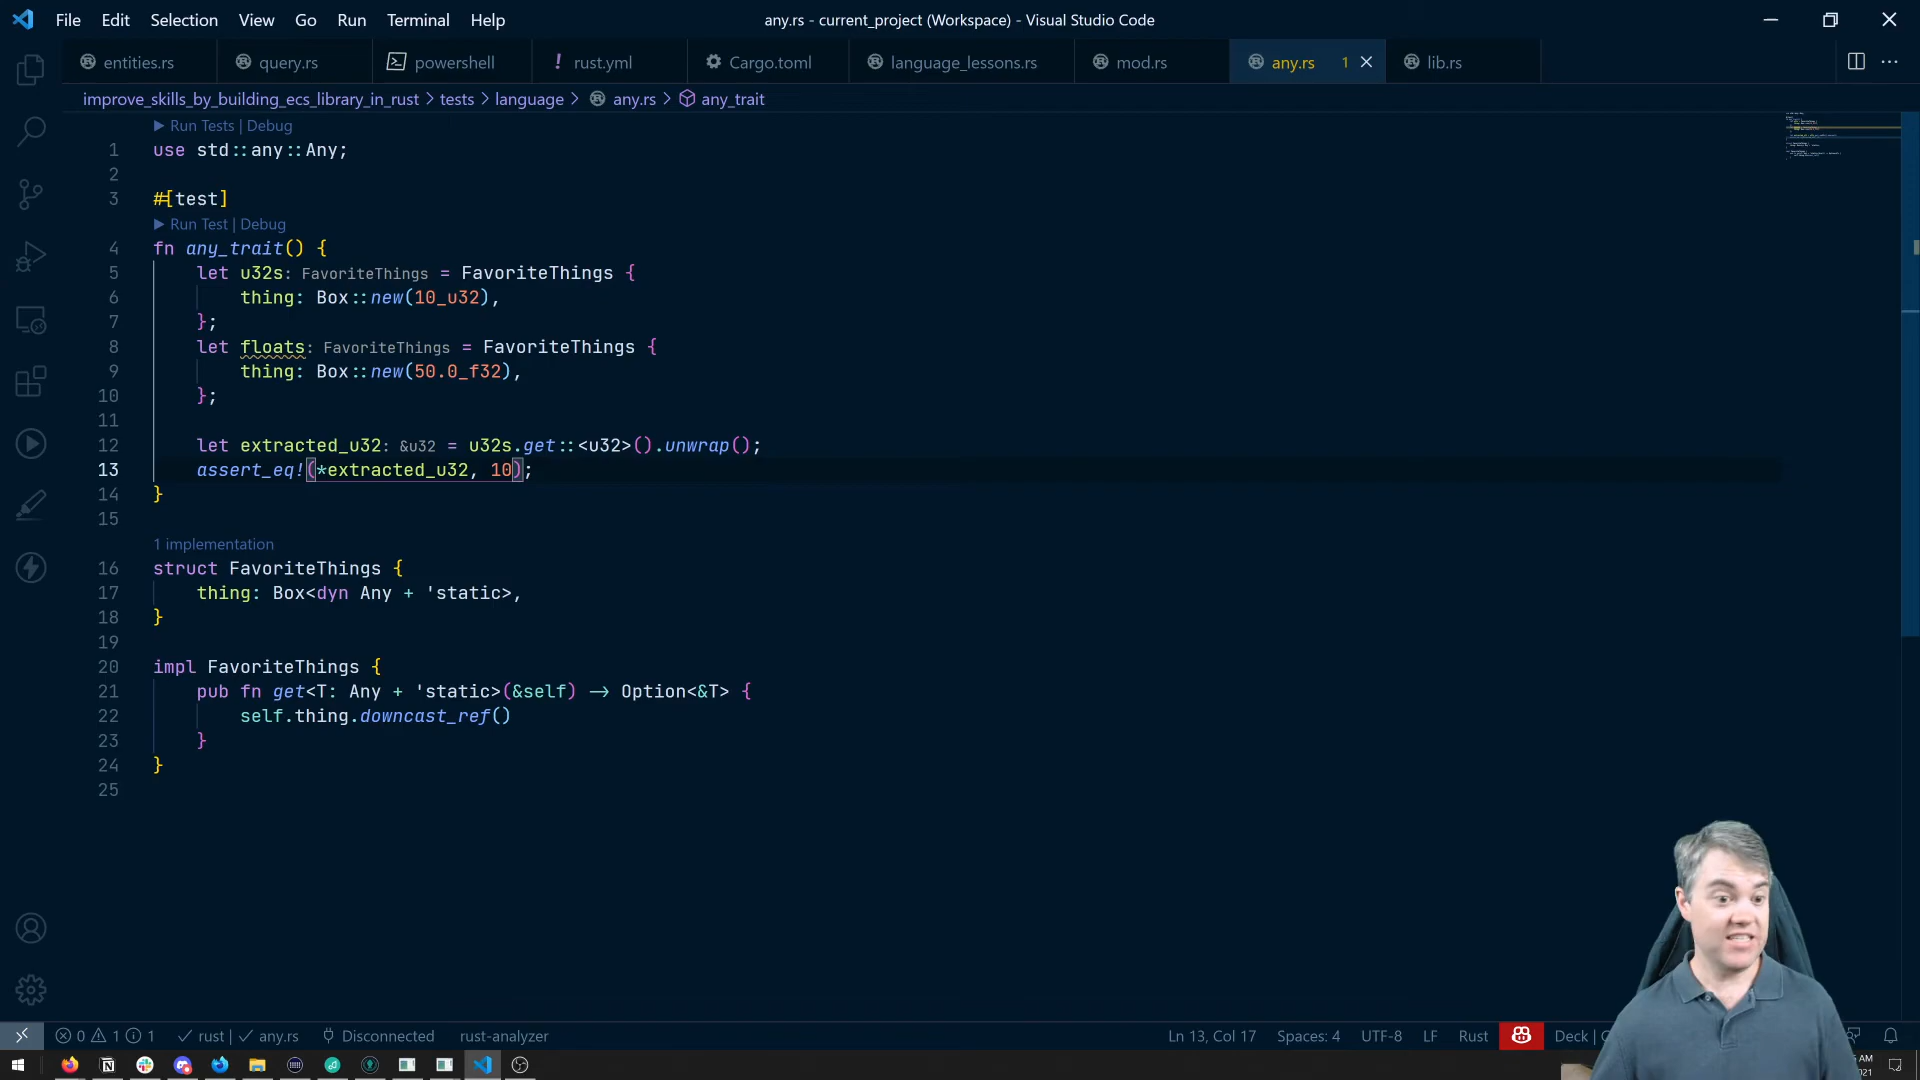 File Edit Selection View Go Run Terminal Help
any.rs - current_project (Workspace) - Visual Studio Code
entities.rs query.rs powershell ! rust.yml Cargo.toml language_lessons.rs mod.rs any.rs 1 lib.rs
improve_skills_by_building_ecs_library_in_rust > tests > language > any.rs > any_trait
▶ Run Tests | Debug
1 use std::any::Any;
2
3 #[test]
▶ Run Test | Debug
4 fn any_trait() {
5 let u32s: FavoriteThings = FavoriteThings {
6 thing: Box::new(10_u32),
7 };
8 let floats: FavoriteThings = FavoriteThings {
9 thing: Box::new(50.0_f32),
10 };
11
12 let extracted_u32: &u32 = u32s.get::<u32>().unwrap();
13 assert_eq!(*extracted_u32, 10);
14 }
15
1 implementation
16 struct FavoriteThings {
17 thing: Box<dyn Any + 'static>,
18 }
19
20 impl FavoriteThings {
21 pub fn get<T: Any + 'static>(&self) -> Option<&T> {
22 self.thing.downcast_ref()
23 }
24 }
25
0 1 1 rust | any.rs Disconnected rust-analyzer Ln 13, Col 17 Spaces: 4 UTF-8 LF Rust Deck |
AM